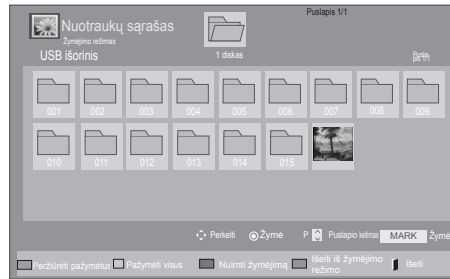 Puslapis 1/1
Nuotraukų sąrašas
Žymėjimo režimas
USB išorinis
1 diskas
001 002 003 004 005 006 007 008 009
010 011 012 013 014 015
Perkelti Žymė P Puslapio keitimas MARK Žymė
Peržiūrėti pažymėtus Pažymėti visus Nuimti žymėjimą Išeiti iš žymėjimo režimo Išeiti